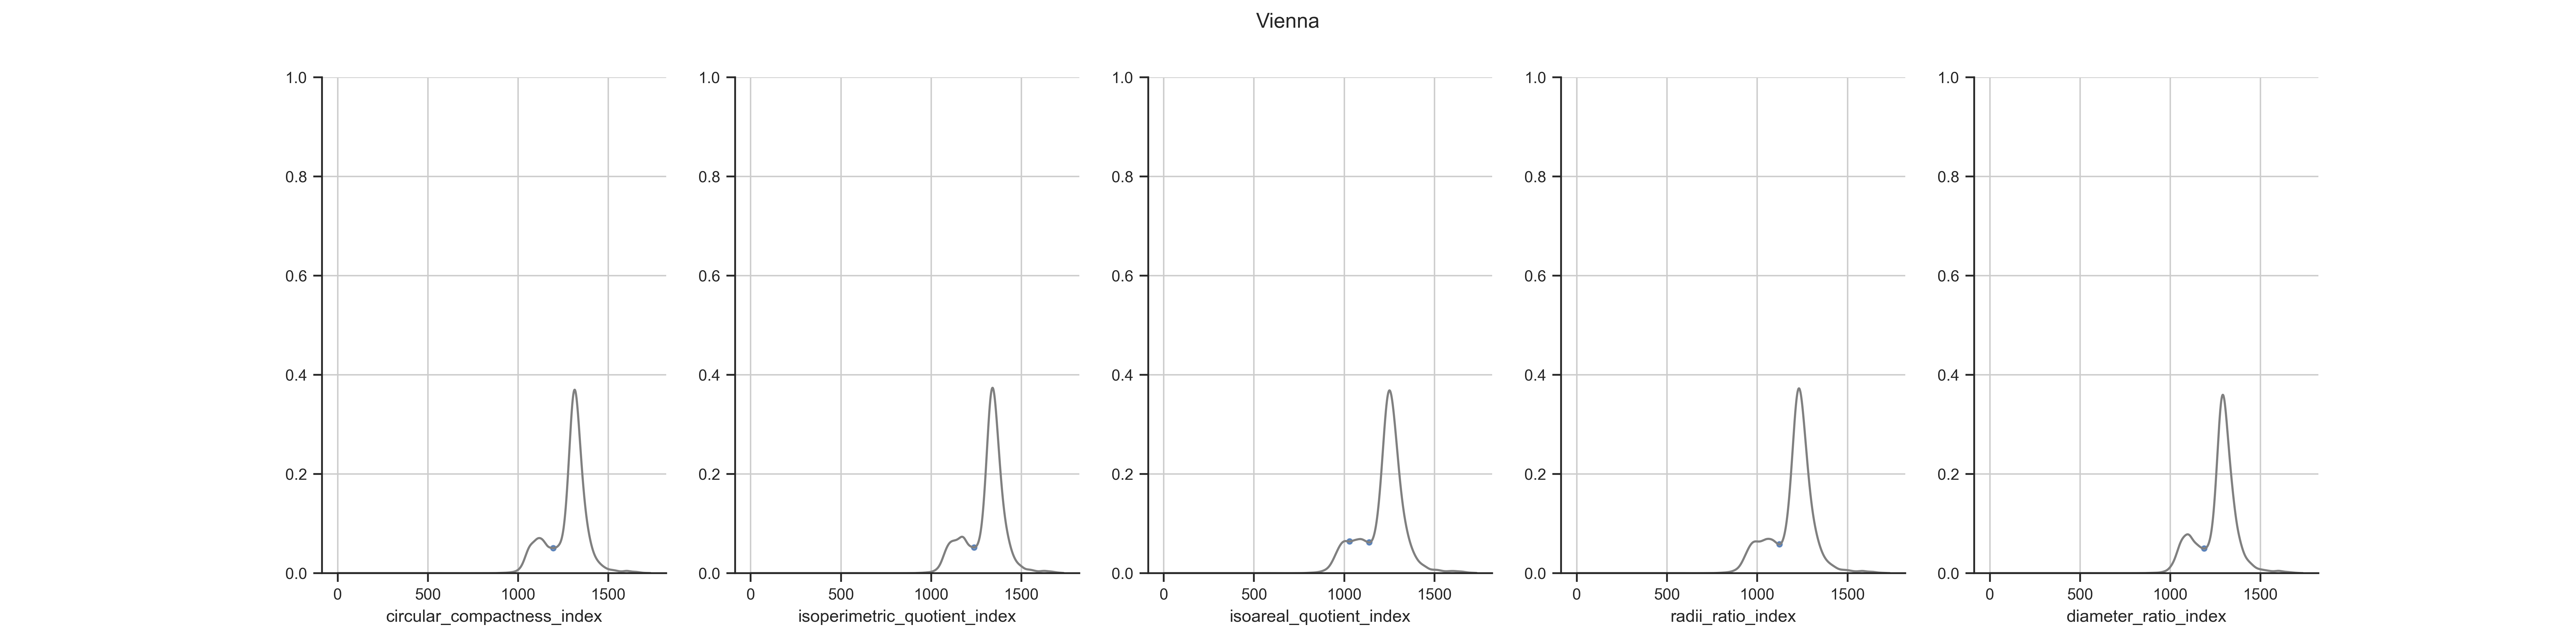 Vienna
1.0 1.0 1.0 1.0 1.0
0.8 0.8 0.8 0.8 0.8
0.6 0.6 0.6 0.6 0.6
0.4 0.4 0.4 0.4 0.4
0.2 0.2 0.2 0.2 0.2
0.0 0.0 0.0 0.0 0.0
0 500 1000 1500 0 500 1000 1500 0 500 1000 1500 0 500 1000 1500 0 500 1000 1500
circular_compactness_index isoperimetric_quotient_index isoareal_quotient_index radii_ratio_index diameter_ratio_index